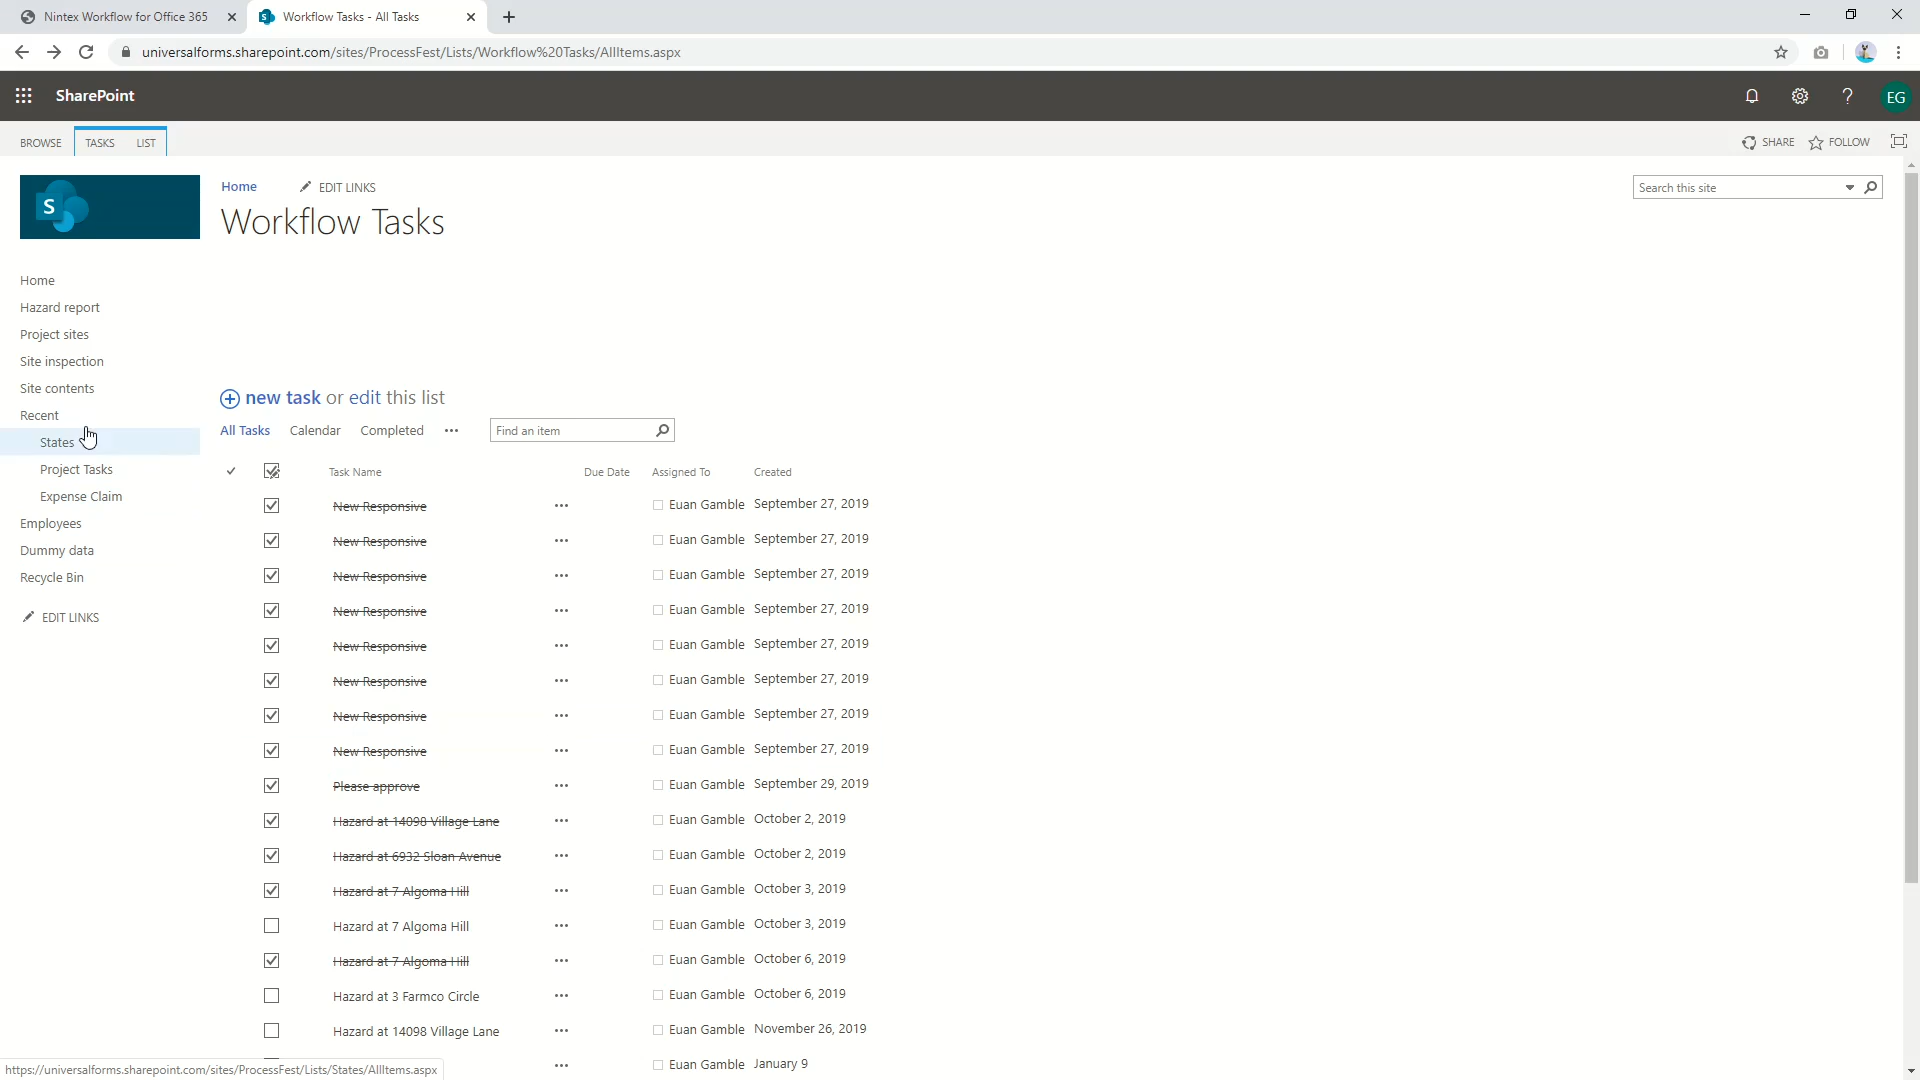 Nintex Workflow for Office 365
Workflow Tasks - All Tasks
universalforms.sharepoint.com/sites/ProcessFest/Lists/Workflow%20Tasks/AllItems.aspx
SharePoint
EG
BROWSE
TASKS
LIST
SHARE
FOLLOW
S
Home
EDIT LINKS
Search this site
Workflow Tasks
Home
Hazard report
Project sites
Site inspection
Site contents
Recent
States
Project Tasks
Expense Claim
Employees
Dummy data
Recycle Bin
EDIT LINKS
new task or edit this list
All Tasks
Calendar
Completed
Find an item
Task Name Due Date Assigned To Created
New Responsive Euan Gamble September 27, 2019
New Responsive Euan Gamble September 27, 2019
New Responsive Euan Gamble September 27, 2019
New Responsive Euan Gamble September 27, 2019
New Responsive Euan Gamble September 27, 2019
New Responsive Euan Gamble September 27, 2019
New Responsive Euan Gamble September 27, 2019
New Responsive Euan Gamble September 27, 2019
Please approve Euan Gamble September 29, 2019
Hazard at 14098 Village Lane Euan Gamble October 2, 2019
Hazard at 6932 Sloan Avenue Euan Gamble October 2, 2019
Hazard at 7 Algoma Hill Euan Gamble October 3, 2019
Hazard at 7 Algoma Hill Euan Gamble October 3, 2019
Hazard at 7 Algoma Hill Euan Gamble October 6, 2019
Hazard at 3 Farmco Circle Euan Gamble October 6, 2019
Hazard at 14098 Village Lane Euan Gamble November 26, 2019
Euan Gamble January 9
https://universalforms.sharepoint.com/sites/ProcessFest/Lists/States/AllItems.aspx